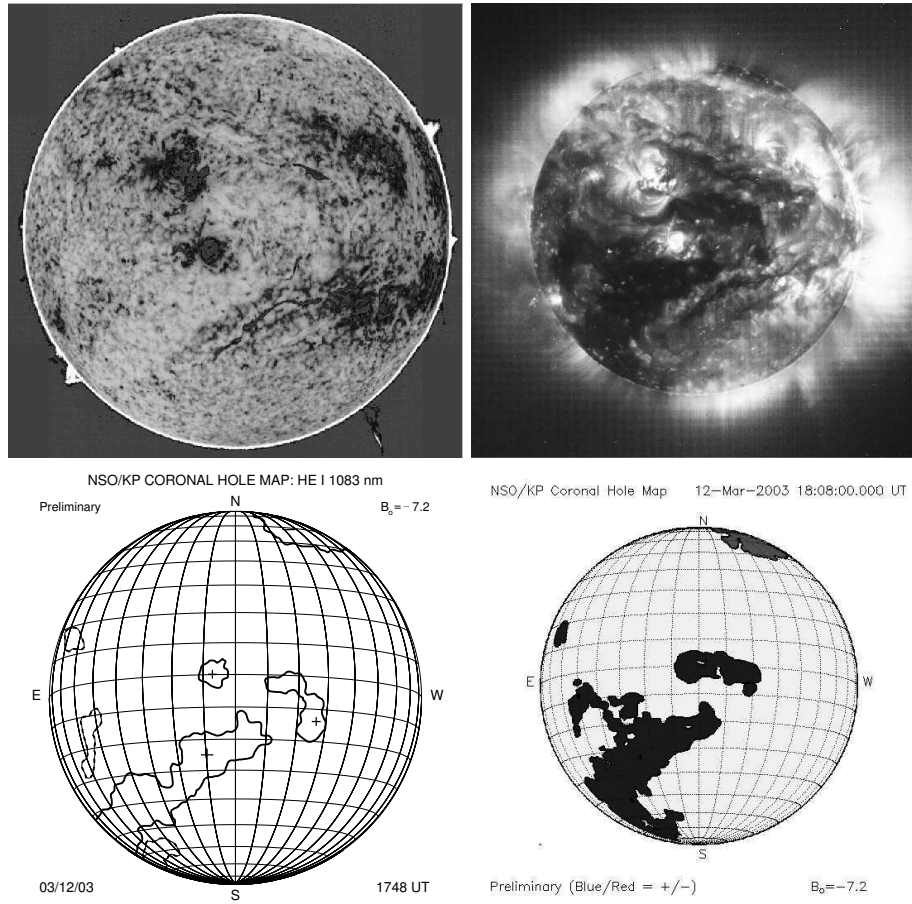 NSO/KP CORONAL HOLE MAP: HE I 1083 nm
Preliminary
B₀ = − 7.2
N
E
W
S
03/12/03
1748 UT
NSO/KP Coronal Hole Map 12-Mar-2003 18:08:00.000 UT
N
E
W
S
Preliminary (Blue/Red = +/-)
B₀=-7.2